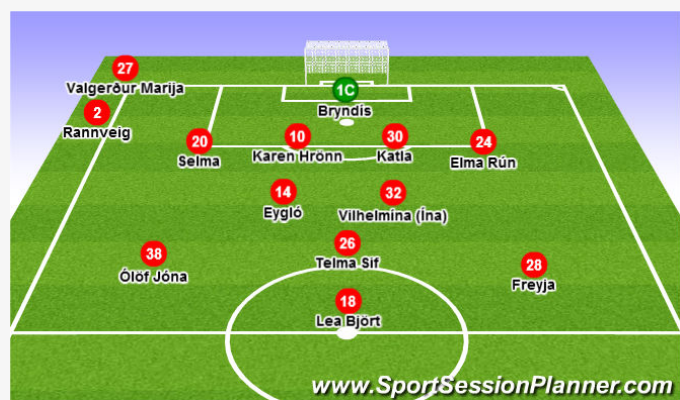 27
Valgerður Marija
1C
Bryndís
2
Rannveig
20
Selma
10
Karen Hrönn
30
Katla
24
Elma Rún
14
Eygló
32
Vilhelmína (Ína)
38
Ólöf Jóna
26
Telma Sif
28
Freyja
18
Lea Björt
www.SportSessionPlanner.com